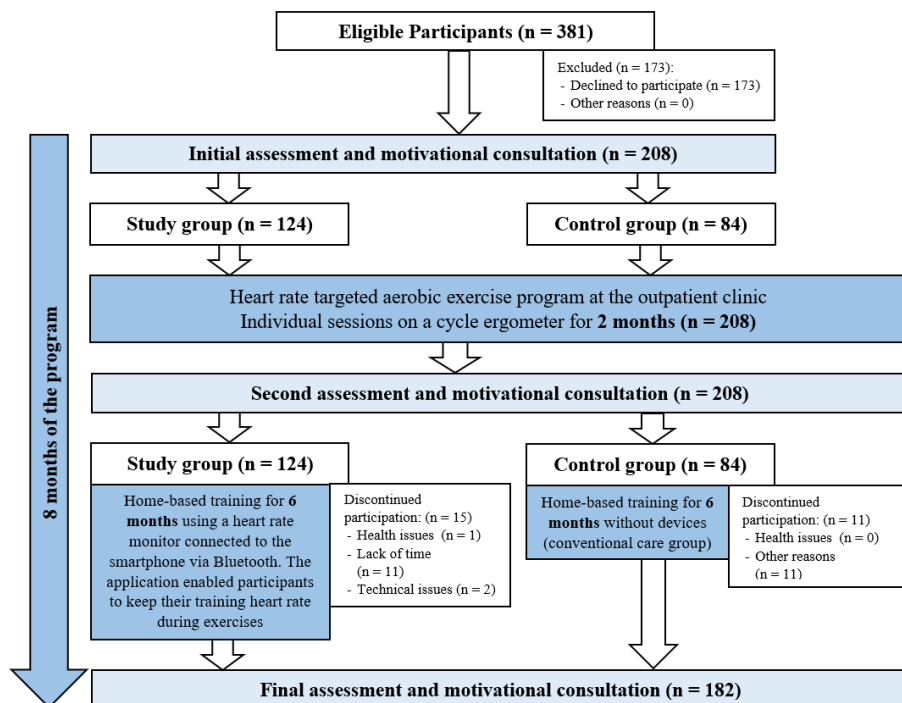 Eligible Participants (n = 381)
Excluded (n = 173):
- Declined to participate (n = 173)
- Other reasons (n = 0)
8 months of the program
Initial assessment and motivational consultation (n = 208)
Study group (n = 124)
Control group (n = 84)
Heart rate targeted aerobic exercise program at the outpatient clinic
Individual sessions on a cycle ergometer for 2 months (n = 208)
Second assessment and motivational consultation (n = 208)
Study group (n = 124)
Home-based training for 6
months using a heart rate
monitor connected to the
smartphone via Bluetooth. The
application enabled participants
to keep their training heart rate
during exercises
Discontinued
participation: (n = 15)
- Health issues (n = 1)
- Lack of time
(n = 11)
- Technical issues (n = 2)
Control group (n = 84)
Home-based training for 6
months without devices
(conventional care group)
Discontinued
participation: (n = 11)
- Health issues (n = 0)
- Other reasons
(n = 11)
Final assessment and motivational consultation (n = 182)